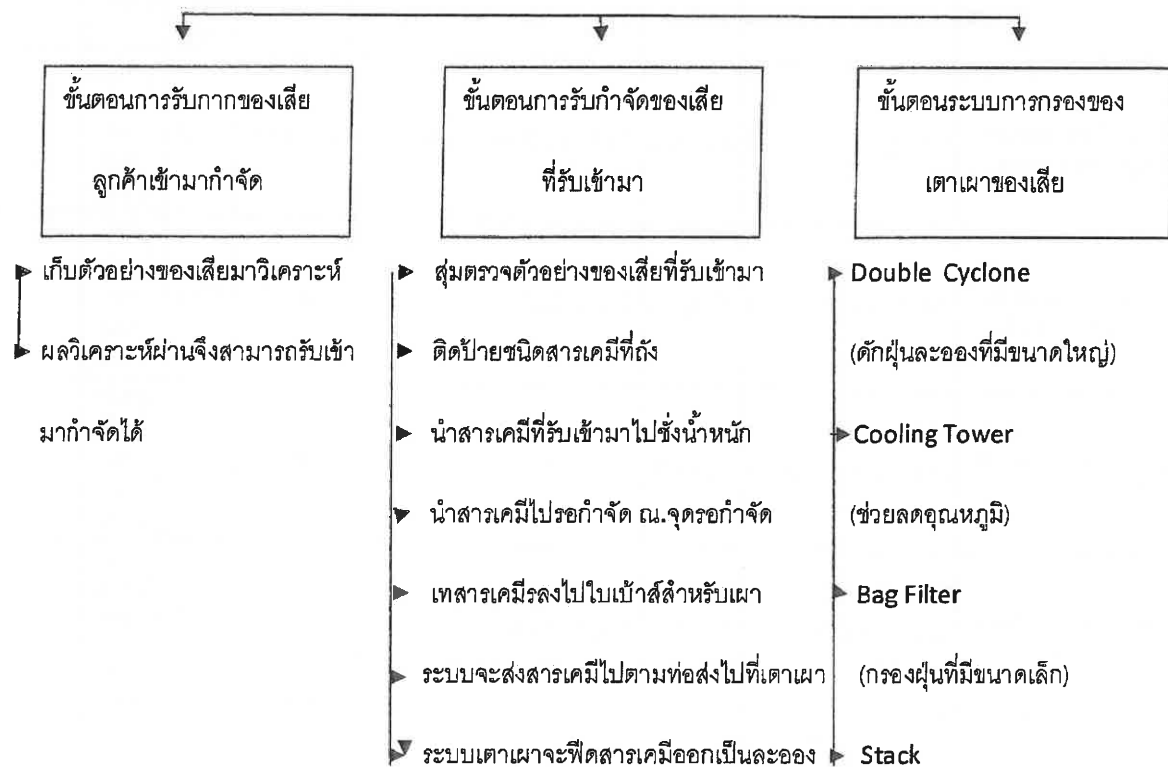 ขั้นตอนการรับกากของเสีย
ลูกค้าเข้ามากำจัด
เก็บตัวอย่างของเสียมาวิเคราะห์
ผลวิเคราะห์ผ่านจึงสามารถรับเข้า
มากำจัดได้
ขั้นตอนการรับกำจัดของเสีย
ที่รับเข้ามา
สุ่มตรวจตัวอย่างของเสียที่รับเข้ามา
ติดป้ายชนิดสารเคมีที่ถัง
นำสารเคมีที่รับเข้ามาไปชั่งน้ำหนัก
นำสารเคมีไปรอกำจัด ณ.จุดรอกำจัด
เทสารเคมีรลงไปใบเบ้าส์สำหรับเผา
ระบบจะส่งสารเคมีไปตามท่อส่งไปที่เตาเผา
ระบบเตาเผาจะฟีดสารเคมีออกเป็นละออง
ขั้นตอนระบบการกรองของ
เตาเผาของเสีย
Double Cyclone
(ดักฝุ่นละอองที่มีขนาดใหญ่)
Cooling Tower
(ช่วยลดอุณหภูมิ)
Bag Filter
(กรองฝุ่นที่มีขนาดเล็ก)
Stack